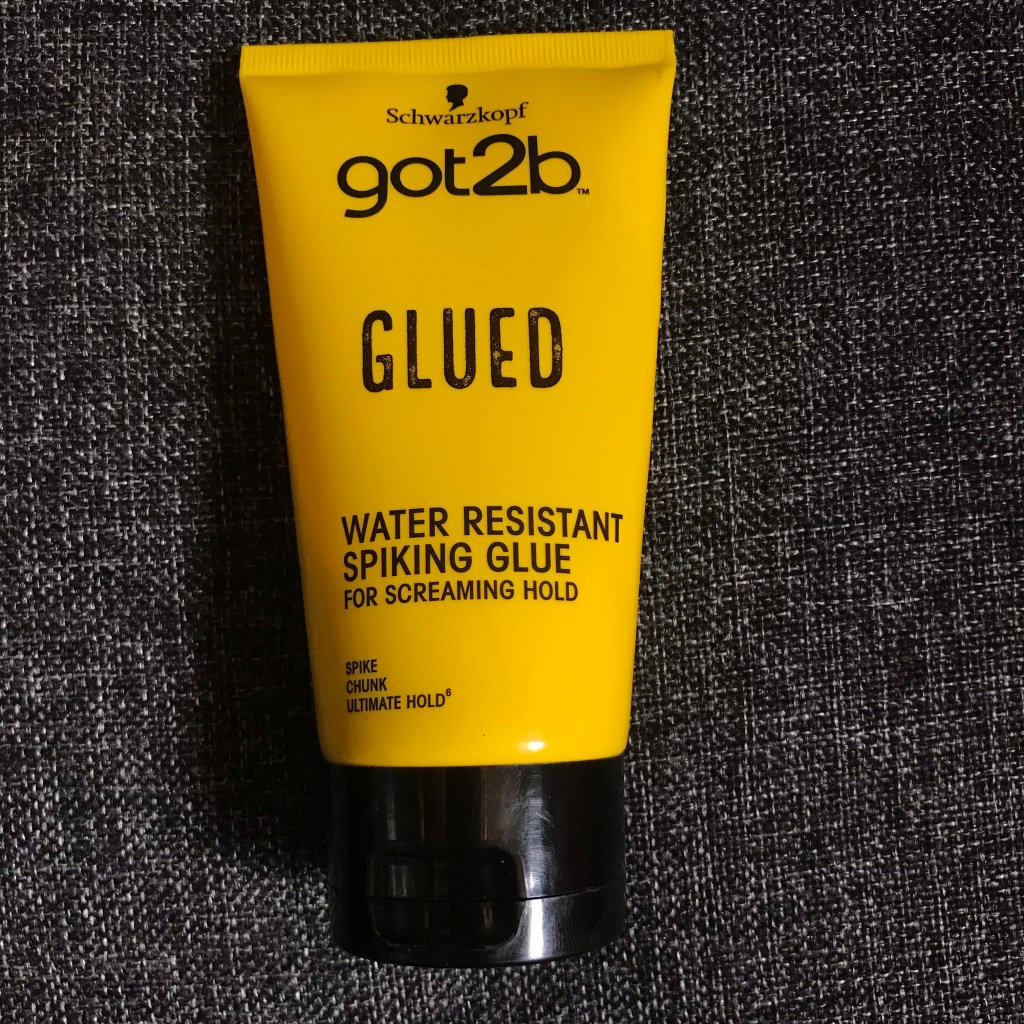 Schwarzkopf
got2b™
GLUED
WATER RESISTANT
SPIKING GLUE
FOR SCREAMING HOLD
SPIKE
CHUNK
ULTIMATE HOLD⁶